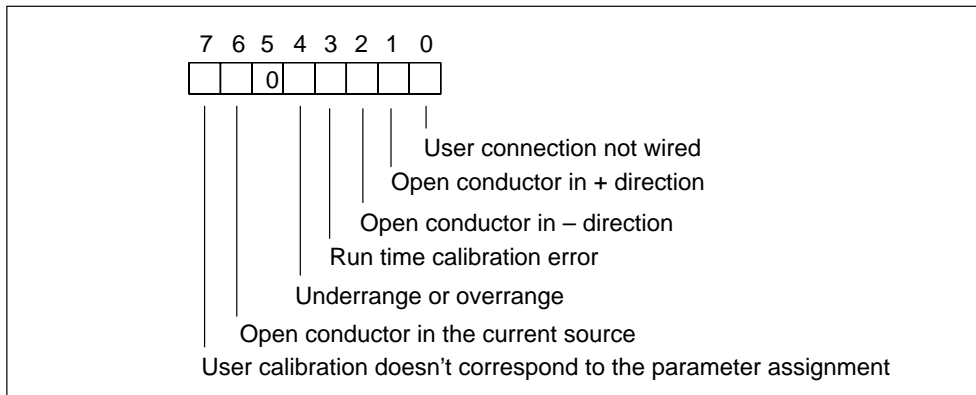 7 6 5 4 3 2 1 0
0
User connection not wired
Open conductor in + direction
Open conductor in – direction
Run time calibration error
Underrange or overrange
Open conductor in the current source
User calibration doesn't correspond to the parameter assignment